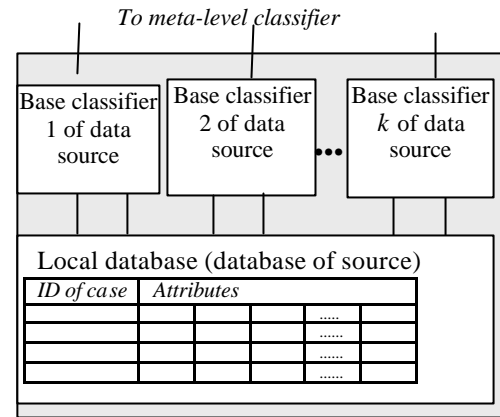 To meta-level classifier
Base classifier
1 of data
source
Base classifier
2 of data
source
•••
Base classifier
k of data
source
Local database (database of source)
ID of case Attributes
.....
......
......
......